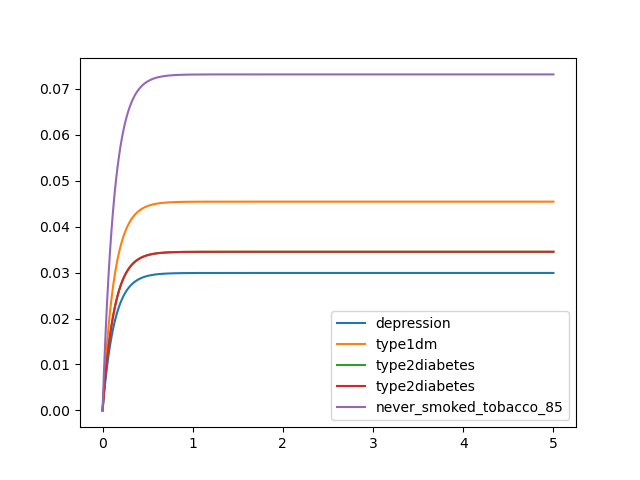 0.07
0.06
0.05
0.04
0.03
0.02
0.01
0.00
depression
type1dm
type2diabetes
type2diabetes
never_smoked_tobacco_85
0 1 2 3 4 5